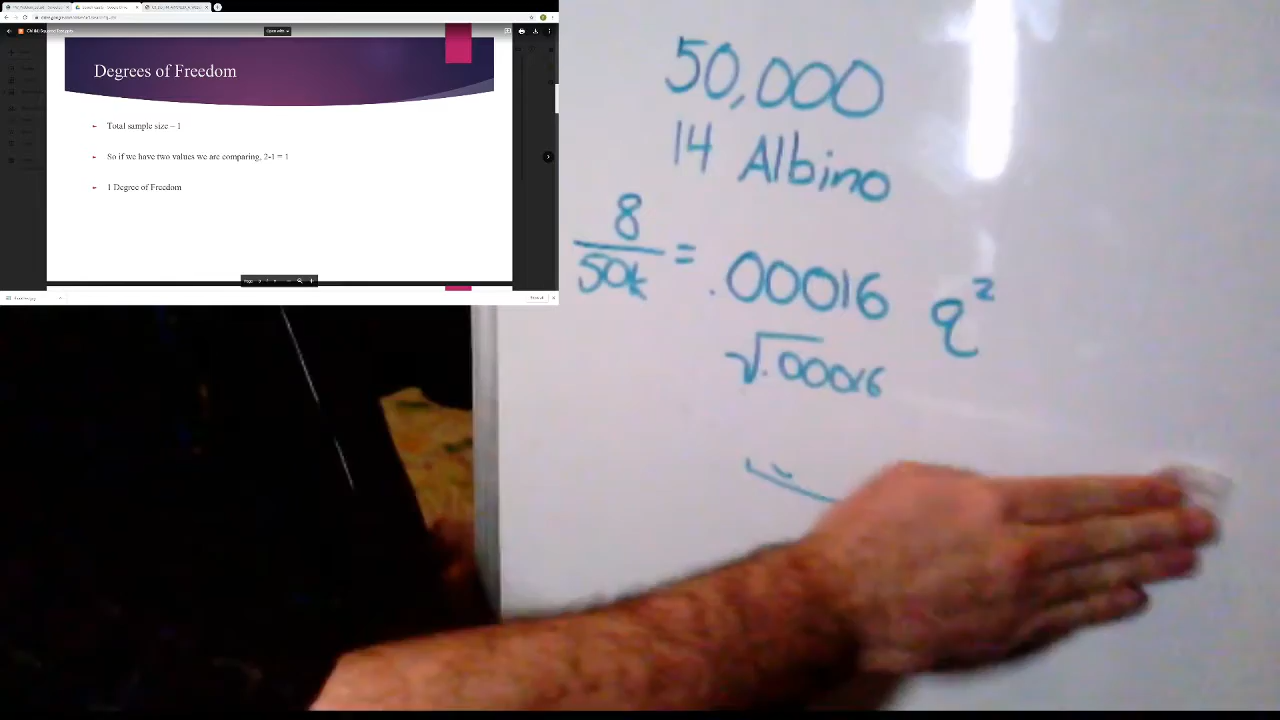 Degrees of Freedom
Total sample size – 1
So if we have two values we are comparing, 2-1 = 1
1 Degree of Freedom
50,000
14 Albino
8
50k
= .00016 q²
√.00016